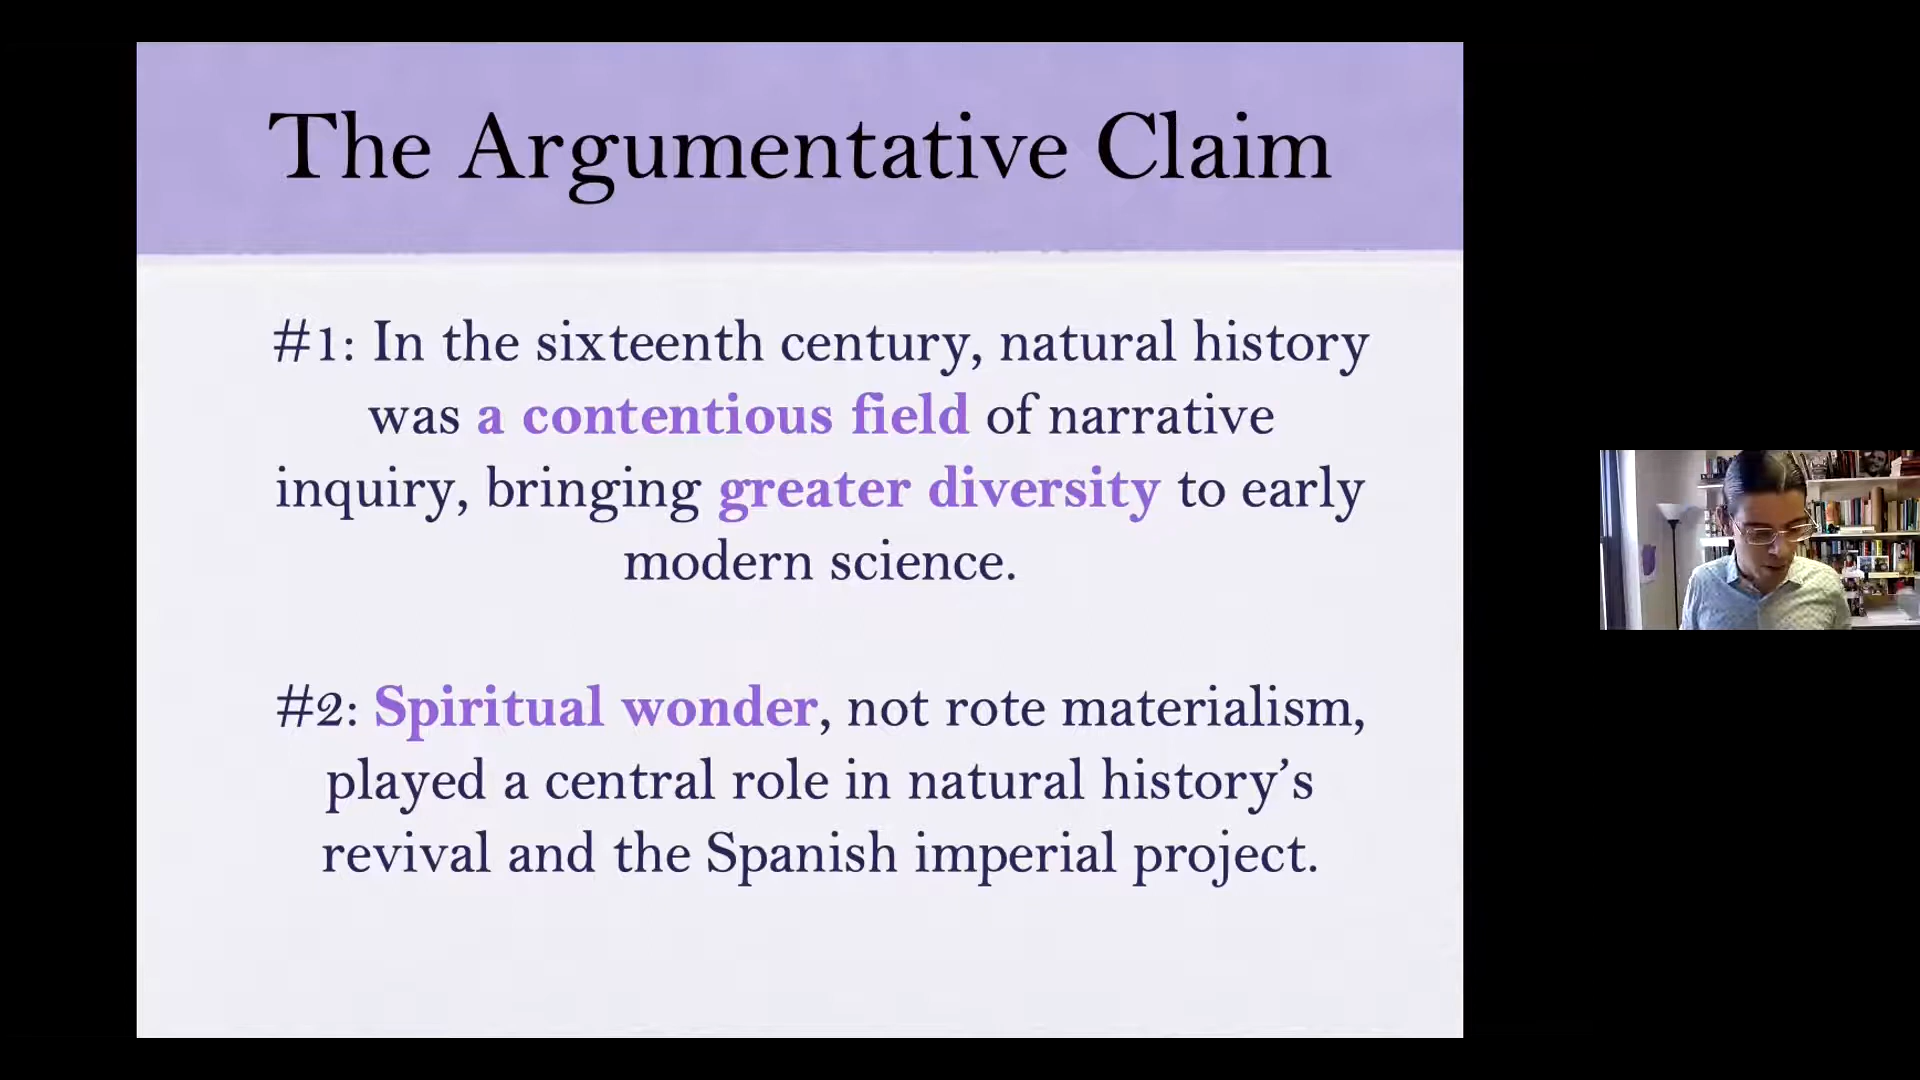 The Argumentative Claim
#1: In the sixteenth century, natural history
was a contentious field of narrative
inquiry, bringing greater diversity to early
modern science.
#2: Spiritual wonder, not rote materialism,
played a central role in natural history’s
revival and the Spanish imperial project.